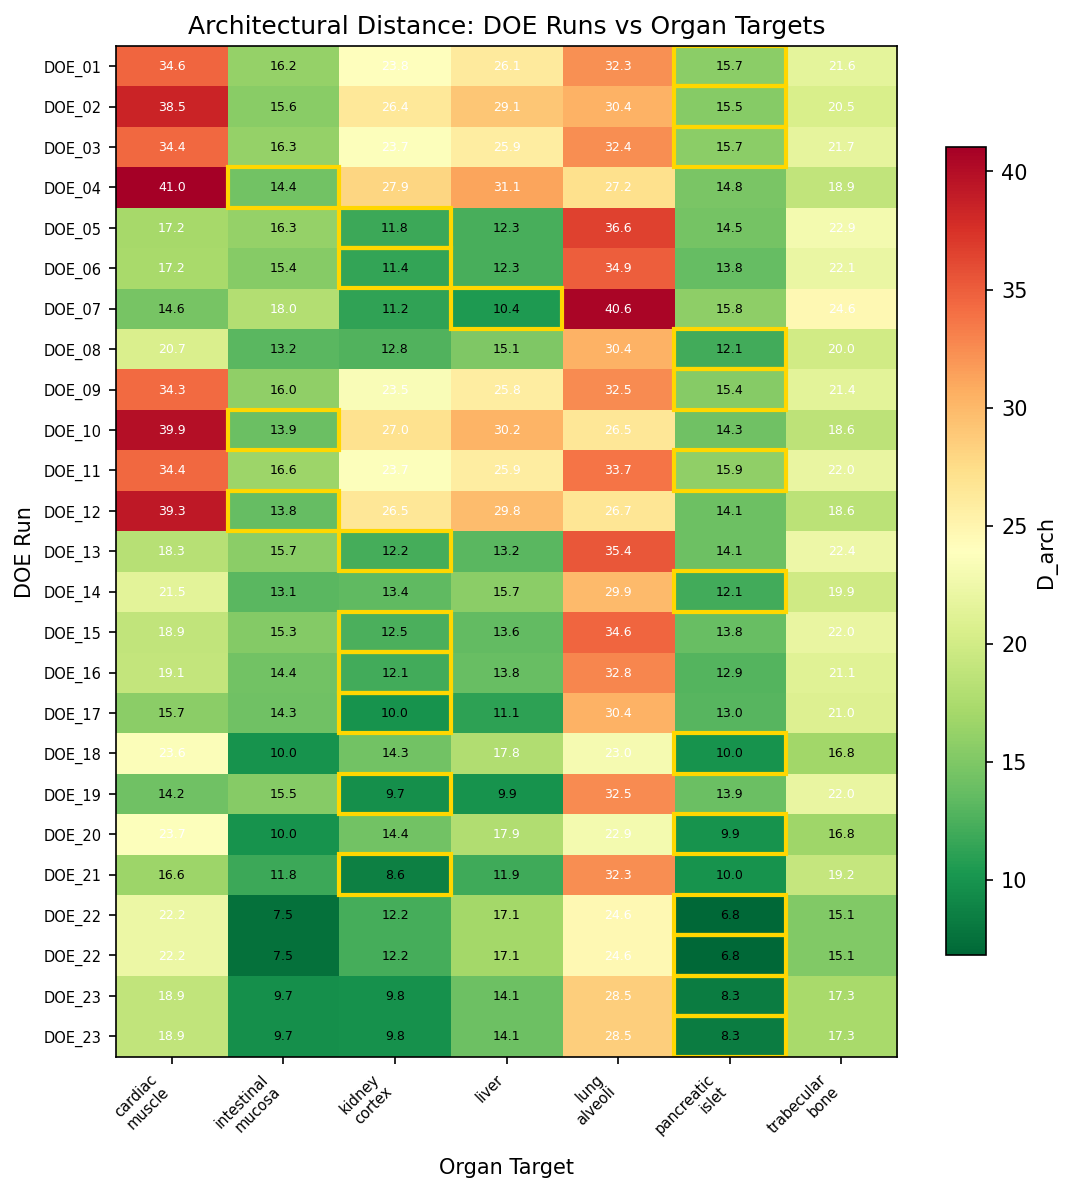 Architectural Distance: DOE Runs vs Organ Targets
DOE_01 34.6 16.2 26.1 32.3 15.7 21.6
DOE_02 38.5 15.6 26.4 29.1 30.4 15.5 20.5
DOE_03 34.4 16.3 23.7 25.9 32.4 15.7 21.7
DOE_04 41.0 14.4 27.9 31.1 27.2 14.8 18.9
DOE_05 17.2 16.3 11.8 12.3 36.6 14.5 22.9
DOE_06 17.2 15.4 11.4 12.3 34.9 13.8 22.1
DOE_07 14.6 18.0 11.2 10.4 40.6 15.8 24.6
DOE_08 20.7 13.2 12.8 15.1 30.4 12.1 20.0
DOE_09 34.3 16.0 23.5 25.8 32.5 15.4 21.4
DOE_10 39.9 13.9 27.0 30.2 26.5 14.3 18.6
DOE_11 34.4 16.6 23.7 25.9 33.7 15.9 22.0
DOE_12 39.3 13.8 26.5 29.8 26.7 14.1 18.6
DOE_13 18.3 15.7 12.2 13.2 35.4 14.1 22.4
DOE_14 21.5 13.1 13.4 15.7 29.9 12.1 19.9
DOE_15 18.9 15.3 12.5 13.6 34.6 13.8 22.0
DOE_16 19.1 14.4 12.1 13.8 32.8 12.9 21.1
DOE_17 15.7 14.3 10.0 11.1 30.4 13.0 21.0
DOE_18 23.6 10.0 14.3 17.8 23.0 10.0 16.8
DOE_19 14.2 15.5 9.7 9.9 32.5 13.9 22.0
DOE_20 10.0 14.4 17.9 22.9 9.9 16.8
DOE_21 16.6 11.8 8.6 11.9 32.3 10.0 19.2
DOE_22 22.2 7.5 12.2 17.1 24.6 6.8 15.1
DOE_22 22.2 7.5 12.2 17.1 24.6 6.8 15.1
DOE_23 18.9 9.7 9.8 14.1 28.5 8.3 17.3
DOE_23 18.9 9.7 9.8 14.1 28.5 8.3 17.3
DOE Run
cardiac
muscle
intestinal
mucosa
kidney
cortex
liver
lung
alveoli
pancreatic
islet
trabecular
bone
Organ Target
40
35
30
25
20
15
10
D_arch